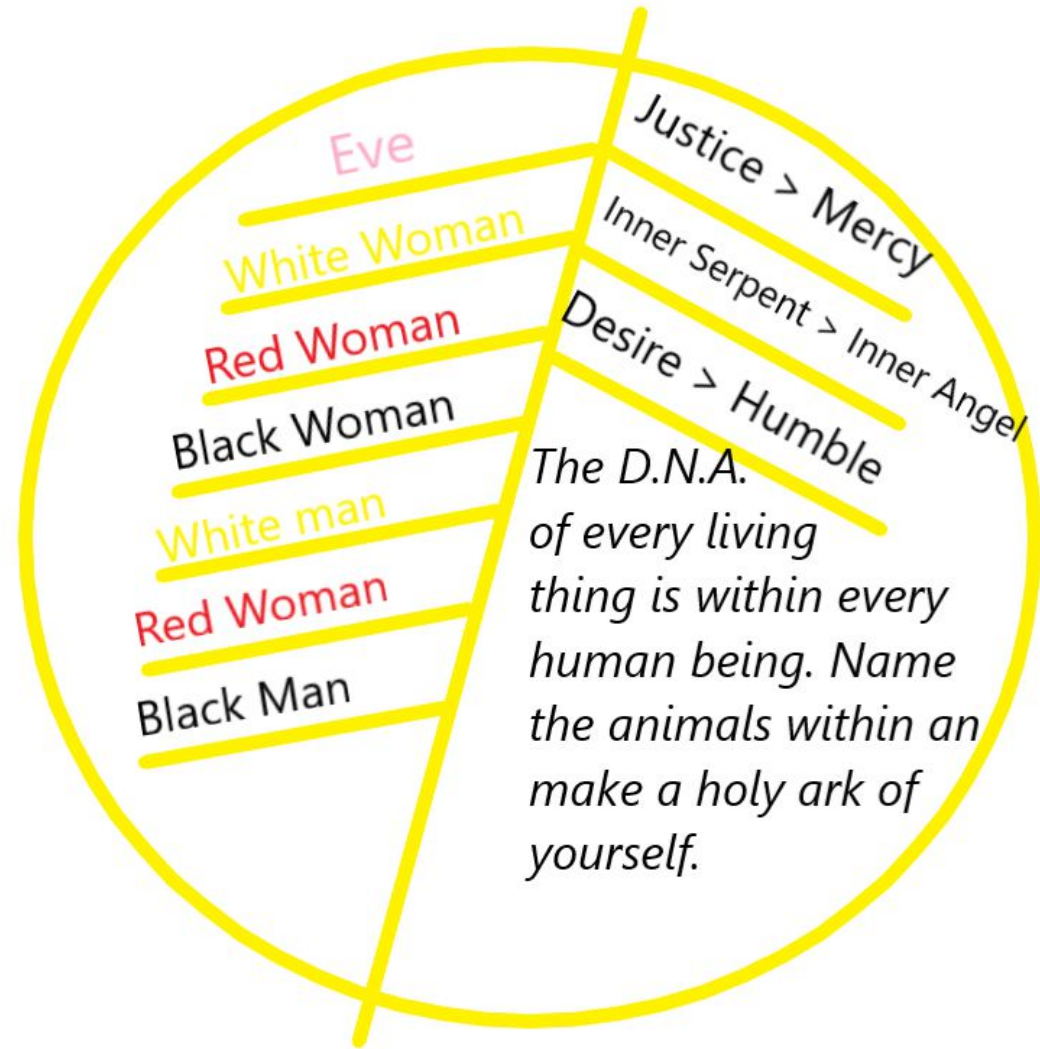 Eve
White Woman
Red Woman
Black Woman
White man
Red Woman
Black Man
Justice > Mercy
Inner Serpent > Inner Angel
Desire > Humble
The D.N.A.
of every living
thing is within every
human being. Name
the animals within an
make a holy ark of
yourself.